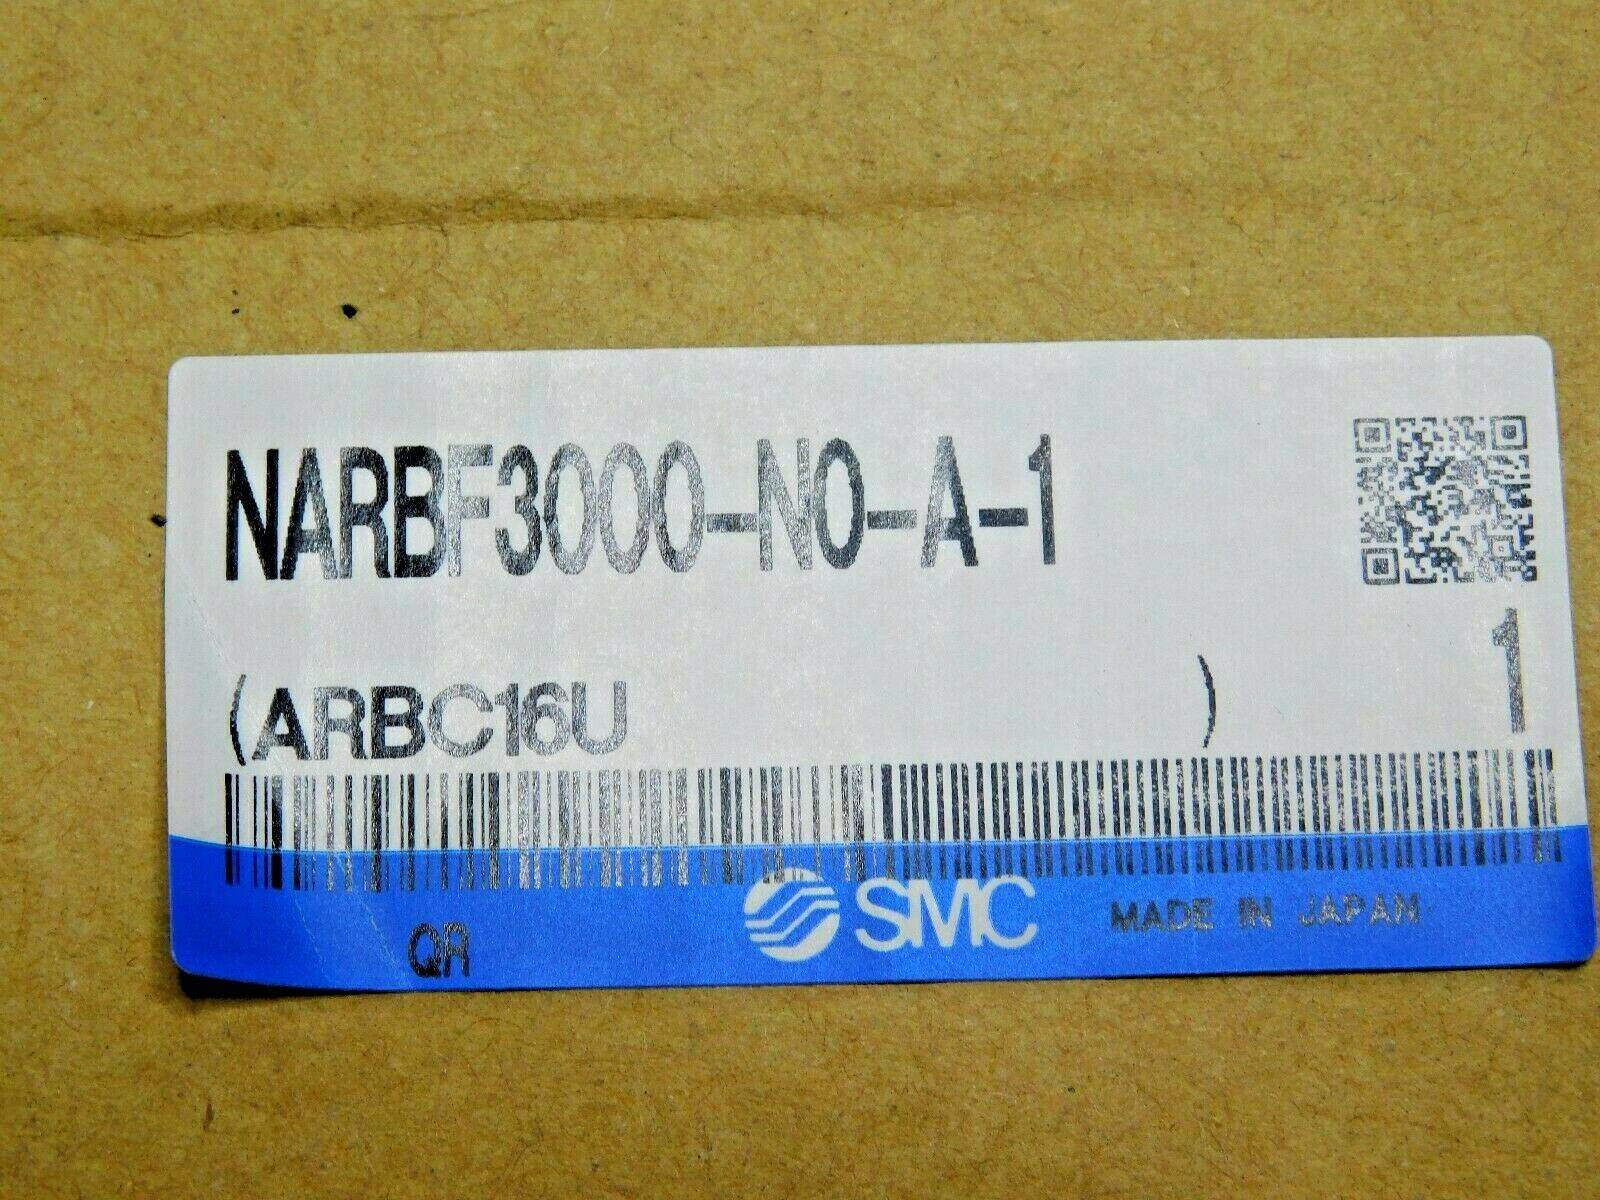 NARBF3000-N0-A-1
(ARBC16U )
1
QR
SMC
MADE IN JAPAN